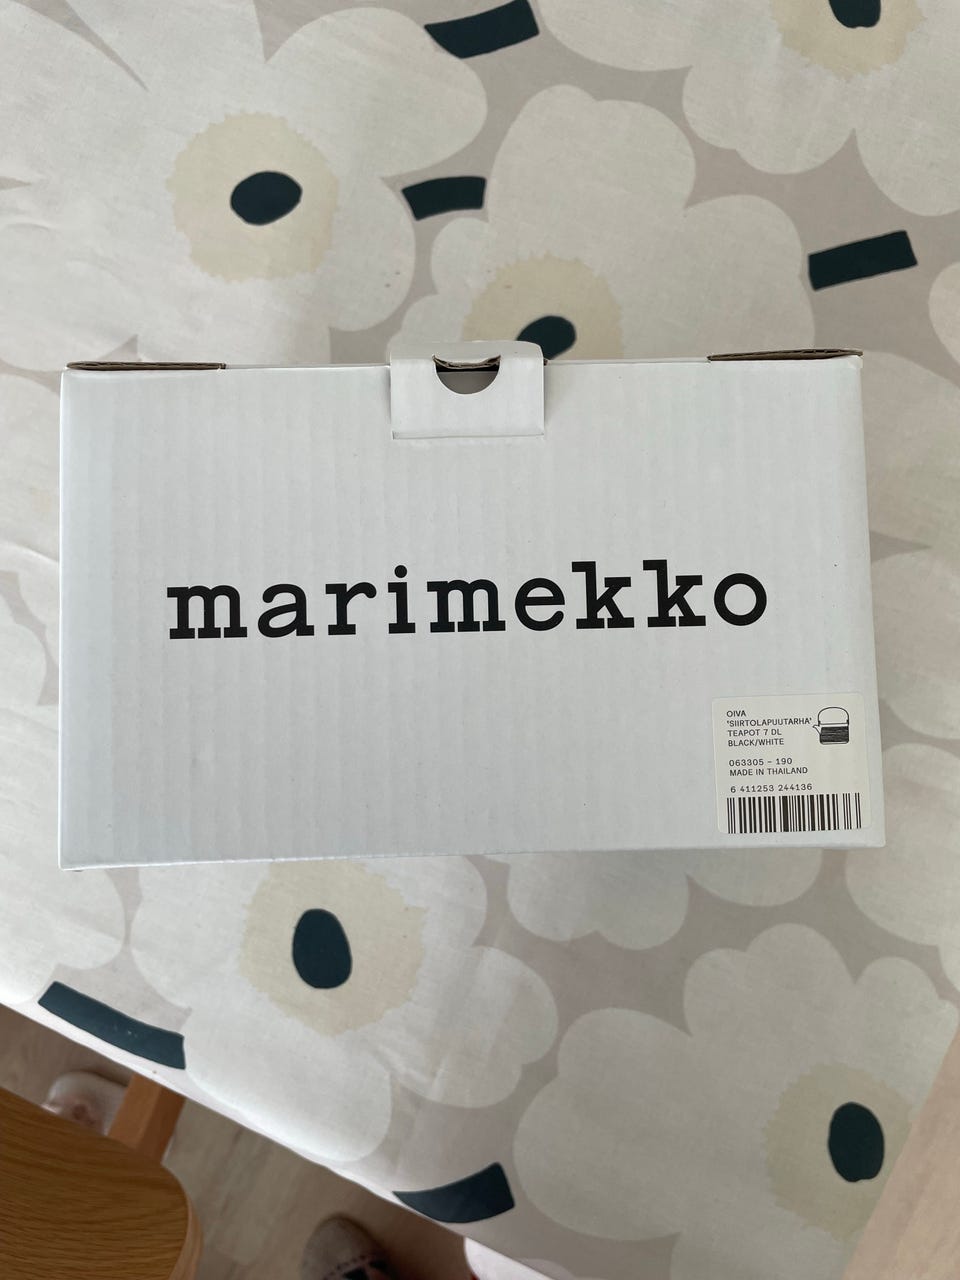 marimekko
OIVA
'SIIRTOLAPUUTARHA'
TEAPOT 7 DL
BLACK/WHITE
063305 – 190
MADE IN THAILAND
6 411253 244136